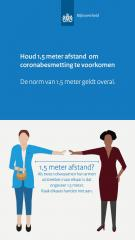 Rijksoverheid
Houd 1,5 meter afstand om
coronabesmetting te voorkomen
De norm van 1,5 meter geldt overal.
1,5 meter afstand?
Als twee volwassenen hun armen
uitstrekken naar elkaar is dat
ongeveer 1,5 meter.
Raak elkaars handen niet aan.